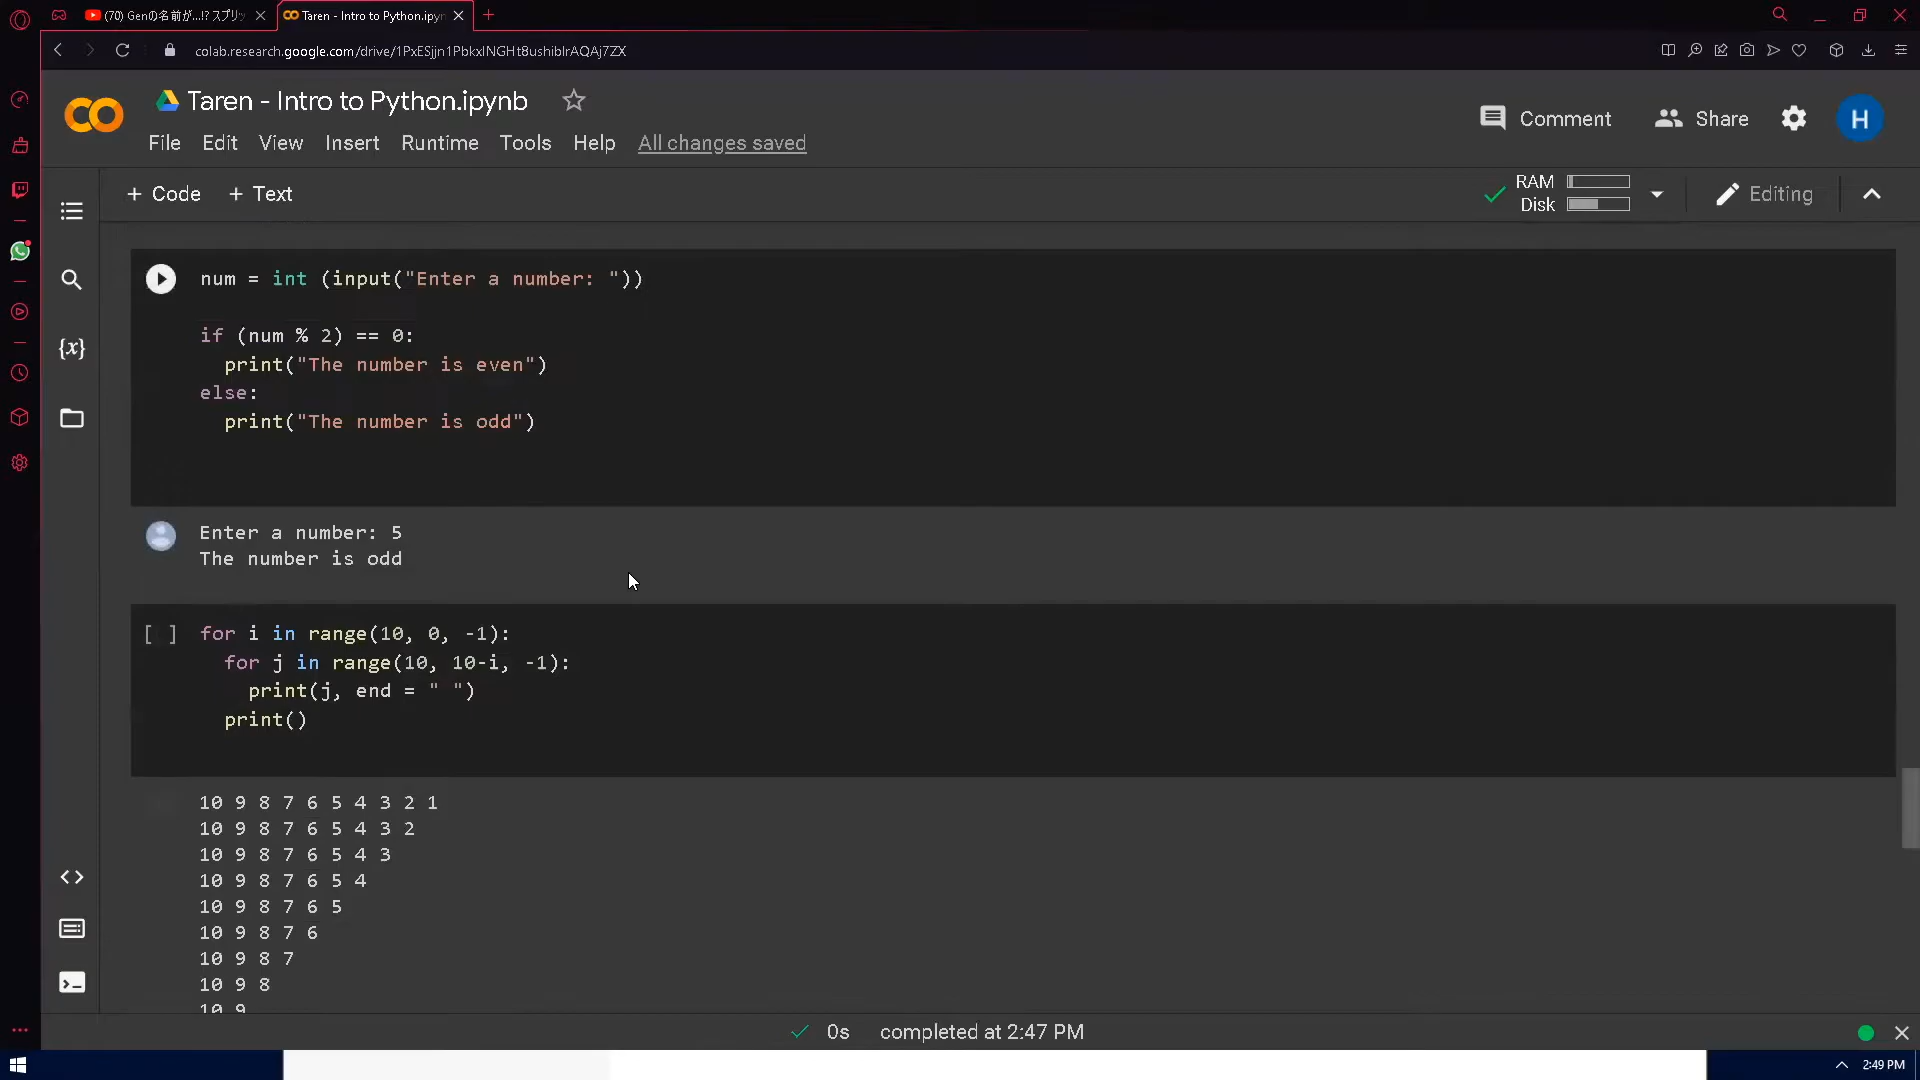 (70) Genの名前が...!? スプリッ
Taren - Intro to Python.ipyn
colab.research.google.com/drive/1PxESjjn1PbkxlNGHt8ushiblrAQAj7ZX
Taren - Intro to Python.ipynb
Comment
Share
H
File Edit View Insert Runtime Tools Help All changes saved
+ Code + Text
RAM
Disk
Editing
num = int (input("Enter a number: "))
if (num % 2) == 0:
print("The number is even")
else:
print("The number is odd")
{x}
Enter a number: 5
The number is odd
[ ]
for i in range(10, 0, -1):
for j in range(10, 10-i, -1):
print(j, end = " ")
print()
10 9 8 7 6 5 4 3 2 1
10 9 8 7 6 5 4 3 2
10 9 8 7 6 5 4 3
10 9 8 7 6 5 4
10 9 8 7 6 5
10 9 8 7 6
10 9 8 7
10 9 8
10 9
0s completed at 2:47 PM
2:49 PM